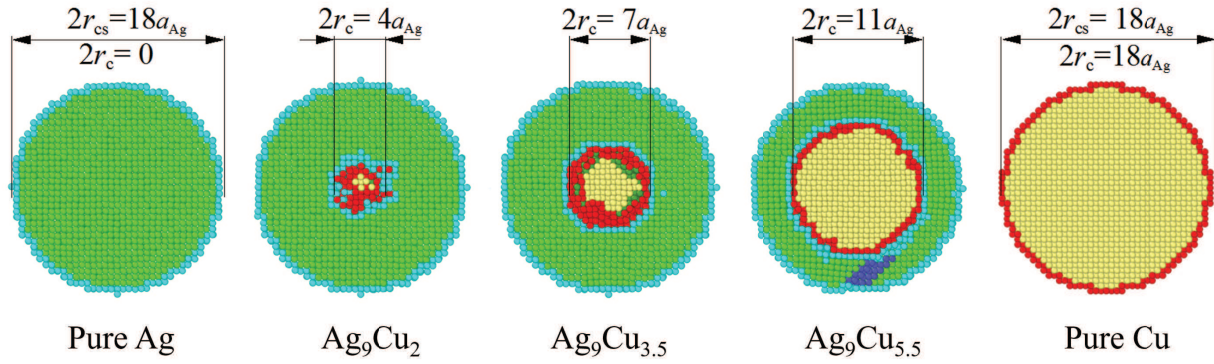 2r_cs=18a_Ag
2r_c=0
2r_c=4a_Ag
2r_c=7a_Ag
2r_c=11a_Ag
2r_cs=18a_Ag
2r_c=18a_Ag
Pure Ag
Ag₉Cu₂
Ag₉Cu₃.₅
Ag₉Cu₅.₅
Pure Cu